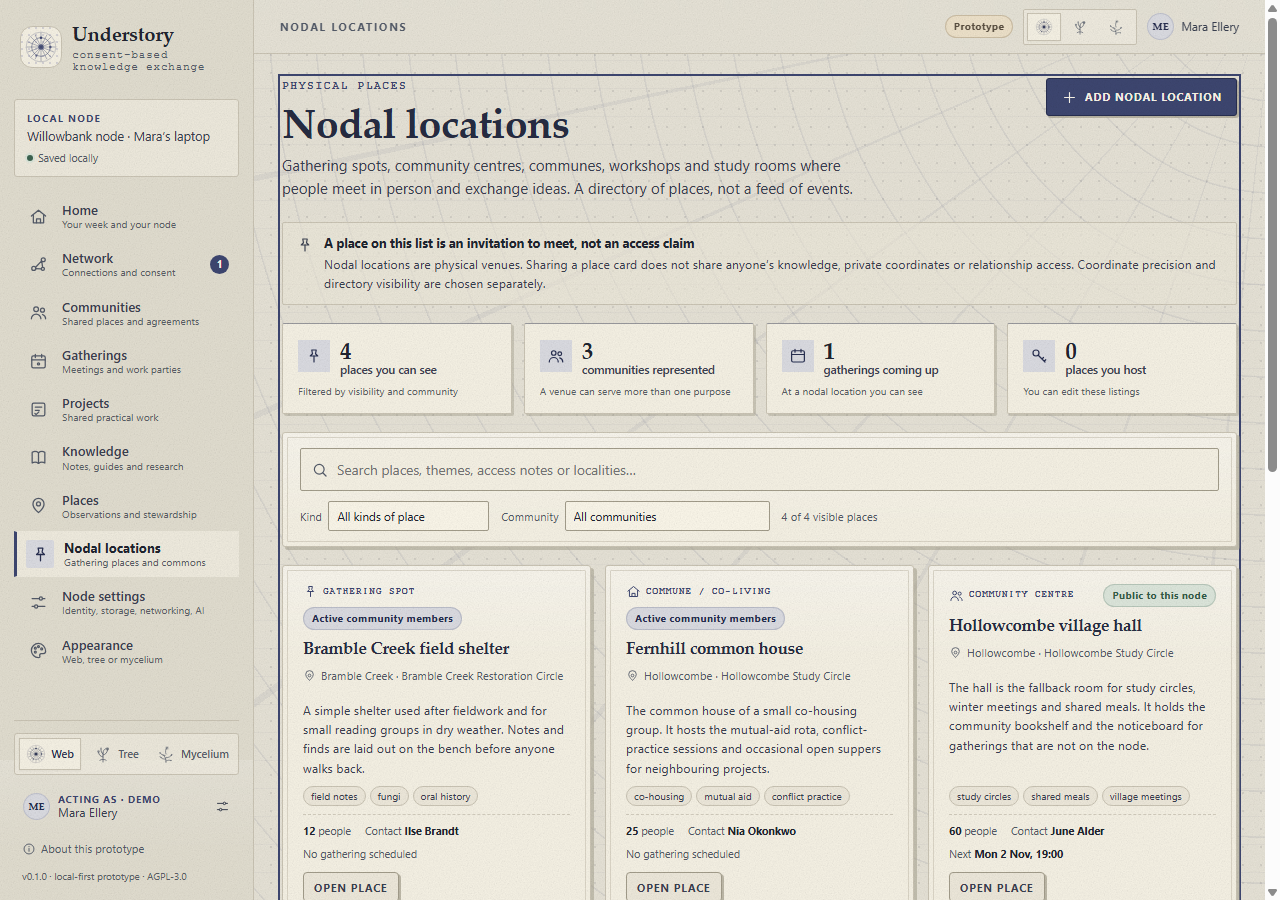 Understory
consent-based
knowledge exchange
LOCAL NODE
Willowbank node · Mara's laptop
Saved locally
Home
Your week and your node
Network
Connections and consent
1
Communities
Shared places and agreements
Gatherings
Meetings and work parties
Projects
Shared practical work
Knowledge
Notes, guides and research
Places
Observations and stewardship
Nodal locations
Gathering places and commons
Node settings
Identity, storage, networking, AI
Appearance
Web, tree or mycelium
Web
Tree
Mycelium
ME
ACTING AS · DEMO
Mara Ellery
About this prototype
v0.1.0 · local-first prototype · AGPL-3.0
NODAL LOCATIONS
Prototype
ME
Mara Ellery
PHYSICAL PLACES
Nodal locations
ADD NODAL LOCATION
Gathering spots, community centres, communes, workshops and study rooms where
people meet in person and exchange ideas. A directory of places, not a feed of events.
A place on this list is an invitation to meet, not an access claim
Nodal locations are physical venues. Sharing a place card does not share anyone's knowledge, private coordinates or relationship access. Coordinate precision and
directory visibility are chosen separately.
4
places you can see
Filtered by visibility and community
3
communities represented
A venue can serve more than one purpose
1
gatherings coming up
At a nodal location you can see
0
places you host
You can edit these listings
Search places, themes, access notes or localities...
Kind
All kinds of place
Community
All communities
4 of 4 visible places
GATHERING SPOT
Active community members
Bramble Creek field shelter
Bramble Creek · Bramble Creek Restoration Circle
A simple shelter used after fieldwork and for
small reading groups in dry weather. Notes and
finds are laid out on the bench before anyone
walks back.
field notes
fungi
oral history
12 people Contact Ilse Brandt
No gathering scheduled
OPEN PLACE
COMMUNE / CO-LIVING
Active community members
Fernhill common house
Hollowcombe · Hollowcombe Study Circle
The common house of a small co-housing
group. It hosts the mutual-aid rota, conflict-
practice sessions and occasional open suppers
for neighbouring projects.
co-housing
mutual aid
conflict practice
25 people Contact Nia Okonkwo
No gathering scheduled
OPEN PLACE
COMMUNITY CENTRE
Public to this node
Hollowcombe village hall
Hollowcombe · Hollowcombe Study Circle
The hall is the fallback room for study circles,
winter meetings and shared meals. It holds the
community bookshelf and the noticeboard for
gatherings that are not on the node.
study circles
shared meals
village meetings
60 people Contact June Alder
Next Mon 2 Nov, 19:00
OPEN PLACE